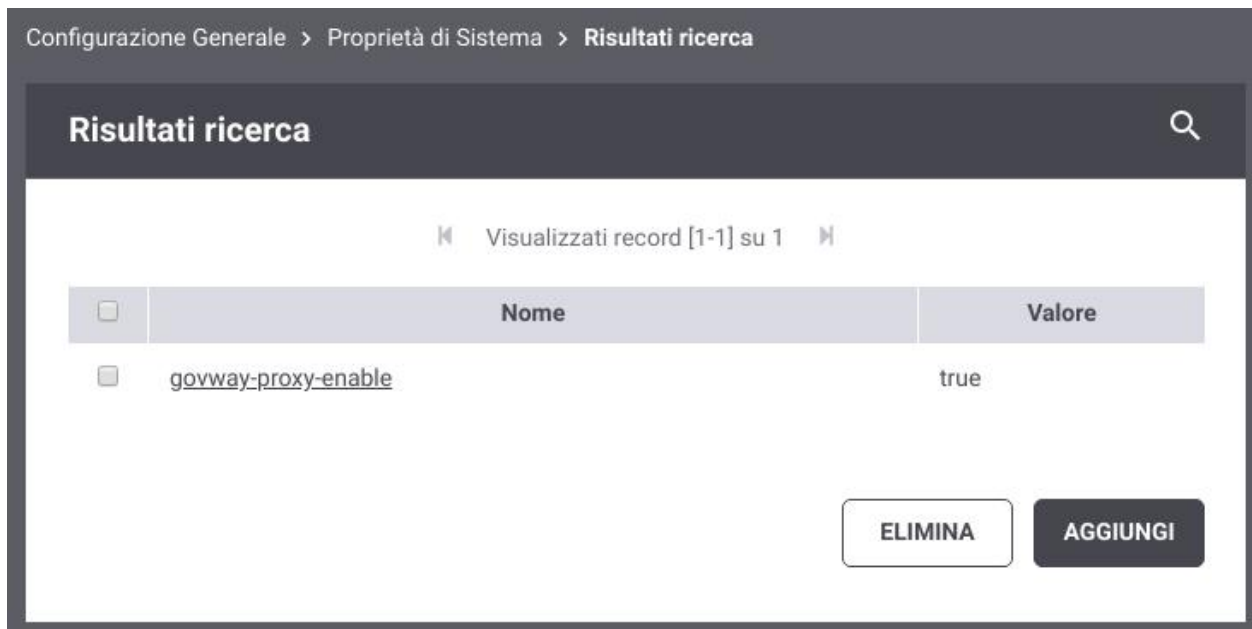 Configurazione Generale > Proprietà di Sistema > Risultati ricerca
Risultati ricerca
Visualizzati record [1-1] su 1
Nome Valore
govway-proxy-enable true
ELIMINA AGGIUNGI